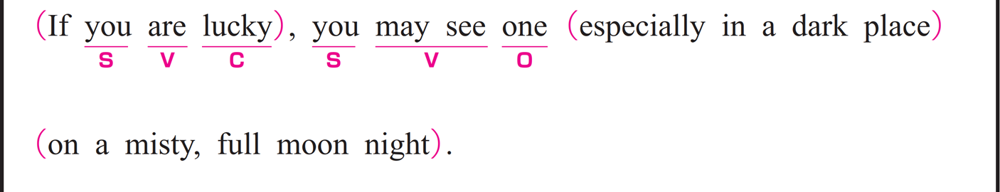 (If you are lucky), you may see one (especially in a dark place)
S V C S V O
(on a misty, full moon night).